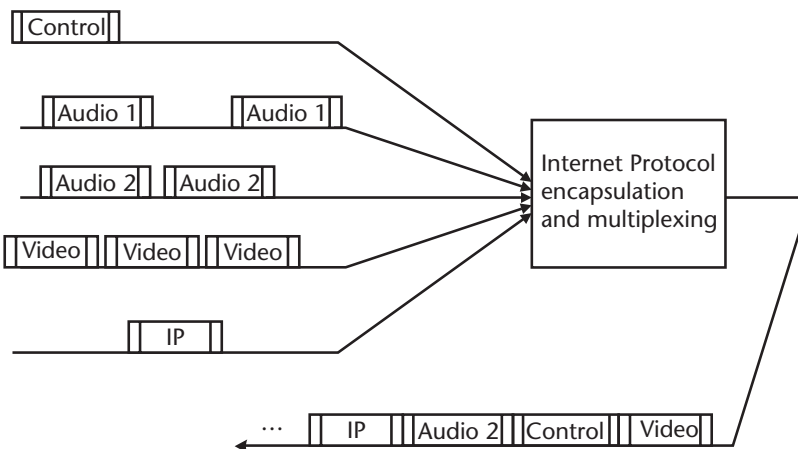 Control
Audio 1 Audio 1
Audio 2 Audio 2
Internet Protocol
encapsulation
and multiplexing
Video Video Video
IP
... IP Audio 2 Control Video